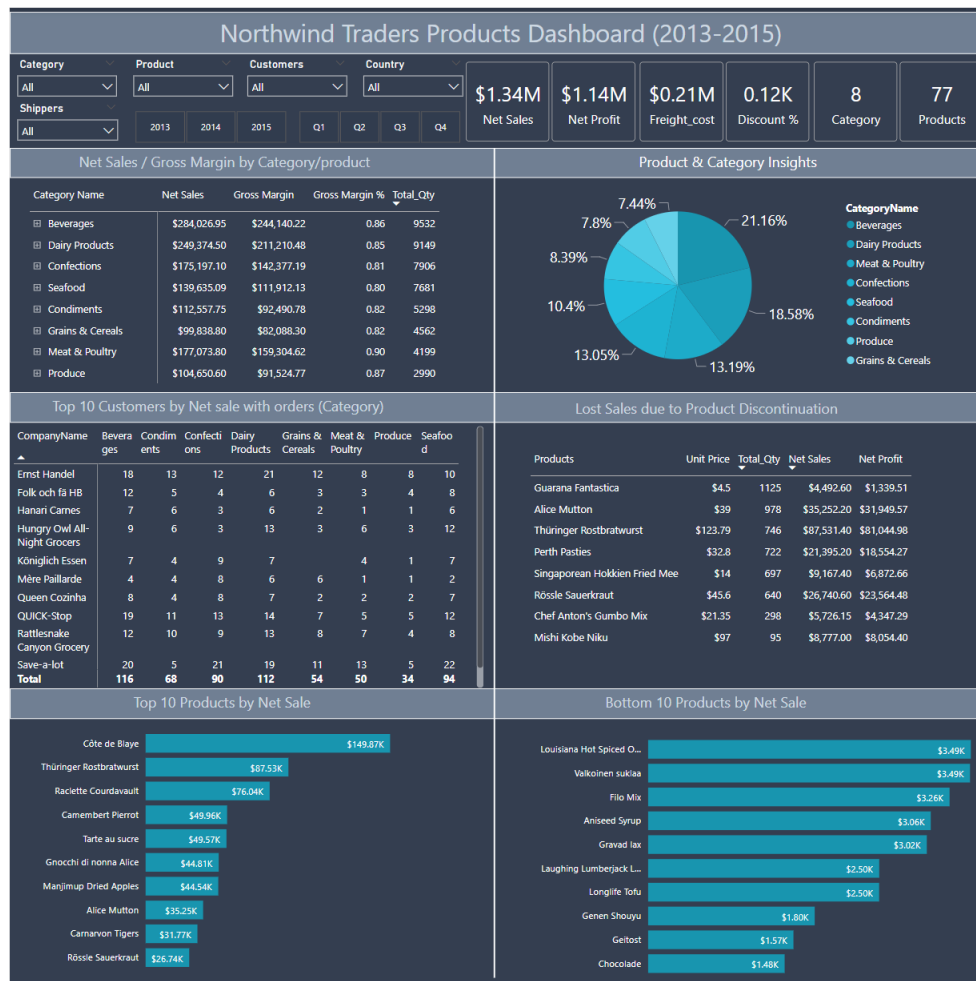 Northwind Traders Products Dashboard (2013-2015)
Category Product Customers Country
All All All All
Shippers
All
2013 2014 2015 Q1 Q2 Q3 Q4
$1.34M $1.14M $0.21M 0.12K 8 77
Net Sales Net Profit Freight_cost Discount % Category Products
Net Sales / Gross Margin by Category/product
Category Name Net Sales Gross Margin Gross Margin % Total_Qty
Beverages $284,026.95 $244,140.22 0.86 9532
Dairy Products $249,374.50 $211,210.48 0.85 9149
Confections $175,197.10 $142,377.19 0.81 7906
Seafood $139,635.09 $111,912.13 0.80 7681
Condiments $112,557.75 $92,490.78 0.82 5298
Grains & Cereals $99,838.80 $82,088.30 0.82 4562
Meat & Poultry $177,073.80 $159,304.62 0.90 4199
Produce $104,650.60 $91,524.77 0.87 2990
Product & Category Insights
7.44%
7.8%
21.16%
8.39%
10.4%
18.58%
13.05%
13.19%
CategoryName
Beverages
Dairy Products
Meat & Poultry
Confections
Seafood
Condiments
Produce
Grains & Cereals
Top 10 Customers by Net sale with orders (Category)
CompanyName Bevera Condim Confecti Dairy Grains & Meat & Produce Seafoo
ges ents ons Products Cereals Poultry d
Ernst Handel 18 13 12 21 12 8 8 10
Folk och fä HB 12 5 4 6 3 3 4 8
Hanari Carnes 7 6 3 6 2 1 1 6
Hungry Owl All- 9 6 3 13 3 6 3 12
Night Grocers
Königlich Essen 7 4 9 7 4 1 7
Mère Paillarde 4 4 8 6 6 1 1 2
Queen Cozinha 8 4 8 7 2 2 2 7
QUICK-Stop 19 11 13 14 7 5 5 12
Rattlesnake 12 10 9 13 8 7 4 8
Canyon Grocery
Save-a-lot 20 5 21 19 11 13 5 22
Total 116 68 90 112 54 50 34 94
Lost Sales due to Product Discontinuation
Products Unit Price Total_Qty Net Sales Net Profit
Guarana Fantastica $4.5 1125 $4,492.60 $1,339.51
Alice Mutton $39 978 $35,252.20 $31,949.57
Thüringer Rostbratwurst $123.79 746 $87,531.40 $81,044.98
Perth Pasties $32.8 722 $21,395.20 $18,554.27
Singaporean Hokkien Fried Mee $14 697 $9,167.40 $6,872.66
Rössle Sauerkraut $45.6 640 $26,740.60 $23,564.48
Chef Anton's Gumbo Mix $21.35 298 $5,726.15 $4,347.29
Mishi Kobe Niku $97 95 $8,777.00 $8,054.40
Top 10 Products by Net Sale
Côte de Blaye $149.87K
Thüringer Rostbratwurst $87.53K
Raclette Courdavault $76.04K
Camembert Pierrot $49.96K
Tarte au sucre $49.57K
Gnocchi di nonna Alice $44.81K
Manjimup Dried Apples $44.54K
Alice Mutton $35.25K
Carnarvon Tigers $31.77K
Rössle Sauerkraut $26.74K
Bottom 10 Products by Net Sale
Louisiana Hot Spiced O... $3.49K
Valkoinen suklaa $3.49K
Filo Mix $3.26K
Aniseed Syrup $3.06K
Gravad lax $3.02K
Laughing Lumberjack L... $2.50K
Longlife Tofu $2.50K
Genen Shouyu $1.80K
Geitost $1.57K
Chocolade $1.48K